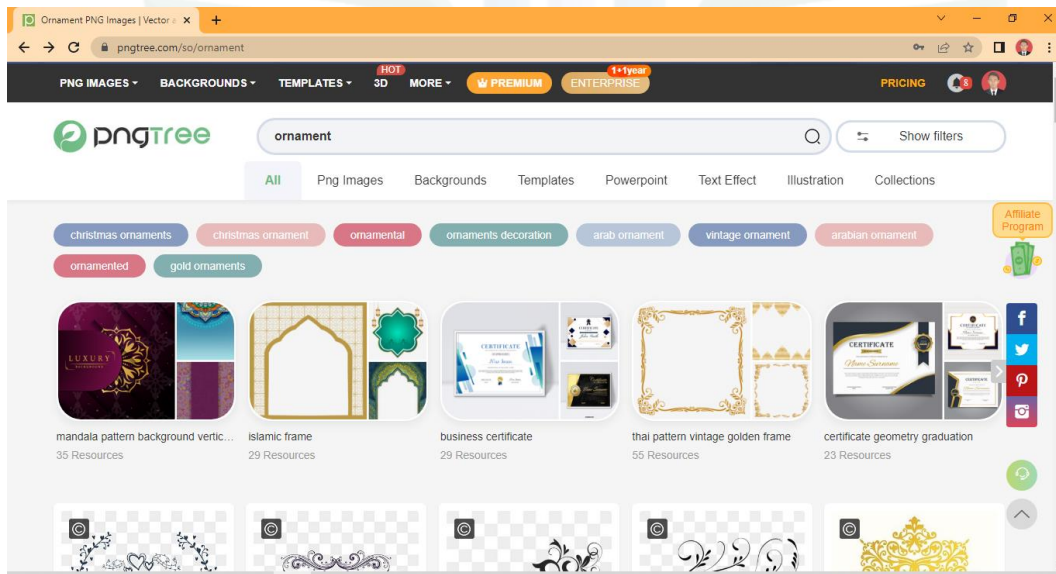 Ornament PNG Images | Vector a
pngtree.com/so/ornament
HOT
1+1year
PNG IMAGES BACKGROUNDS TEMPLATES 3D MORE PREMIUM ENTERPRISE PRICING 8
pngtree
ornament
Show filters
All Png Images Backgrounds Templates Powerpoint Text Effect Illustration Collections
Affiliate
Program
christmas ornaments christmas ornament ornamental ornaments decoration arab ornament vintage ornament arabian ornament
ornamented gold ornaments
LUXURY
CERTIFICATE
CERTIFICATE
Name Surname
mandala pattern background vertic... islamic frame business certificate thai pattern vintage golden frame certificate geometry graduation
35 Resources 29 Resources 29 Resources 55 Resources 23 Resources